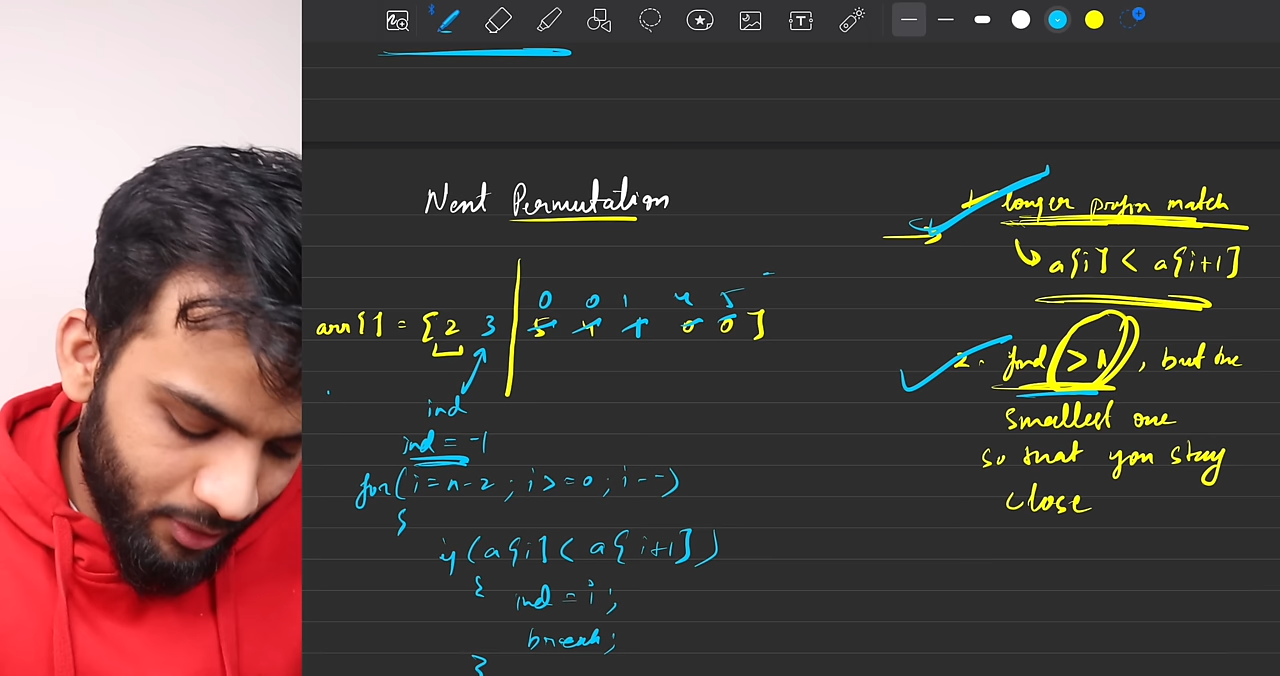 Next Permutation
arr[] = [2 3 | 5 4 1 0 0]
0 0 1 4 5
ind
ind = -1
for(i = n-2; i >= 0; i--)
{
if (a[i] < a[i+1])
{
ind = i;
break;
}
1. longer prefix match
↳ a[i] < a[i+1]
2. find > N, but the
smallest one
so that you stay
close